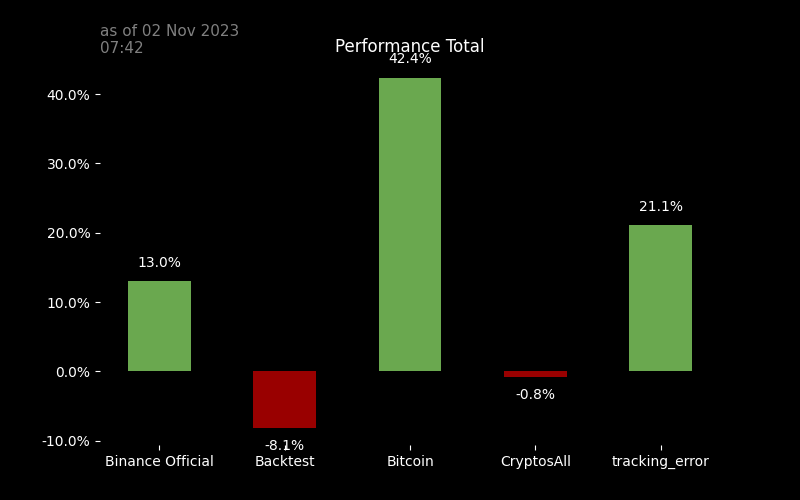 as of 02 Nov 2023
07:42
Performance Total
42.4%
40.0%
30.0%
21.1%
20.0%
13.0%
10.0%
0.0%
-0.8%
-10.0%
-8.1%
Binance Official
Backtest
Bitcoin
CryptosAll
tracking_error